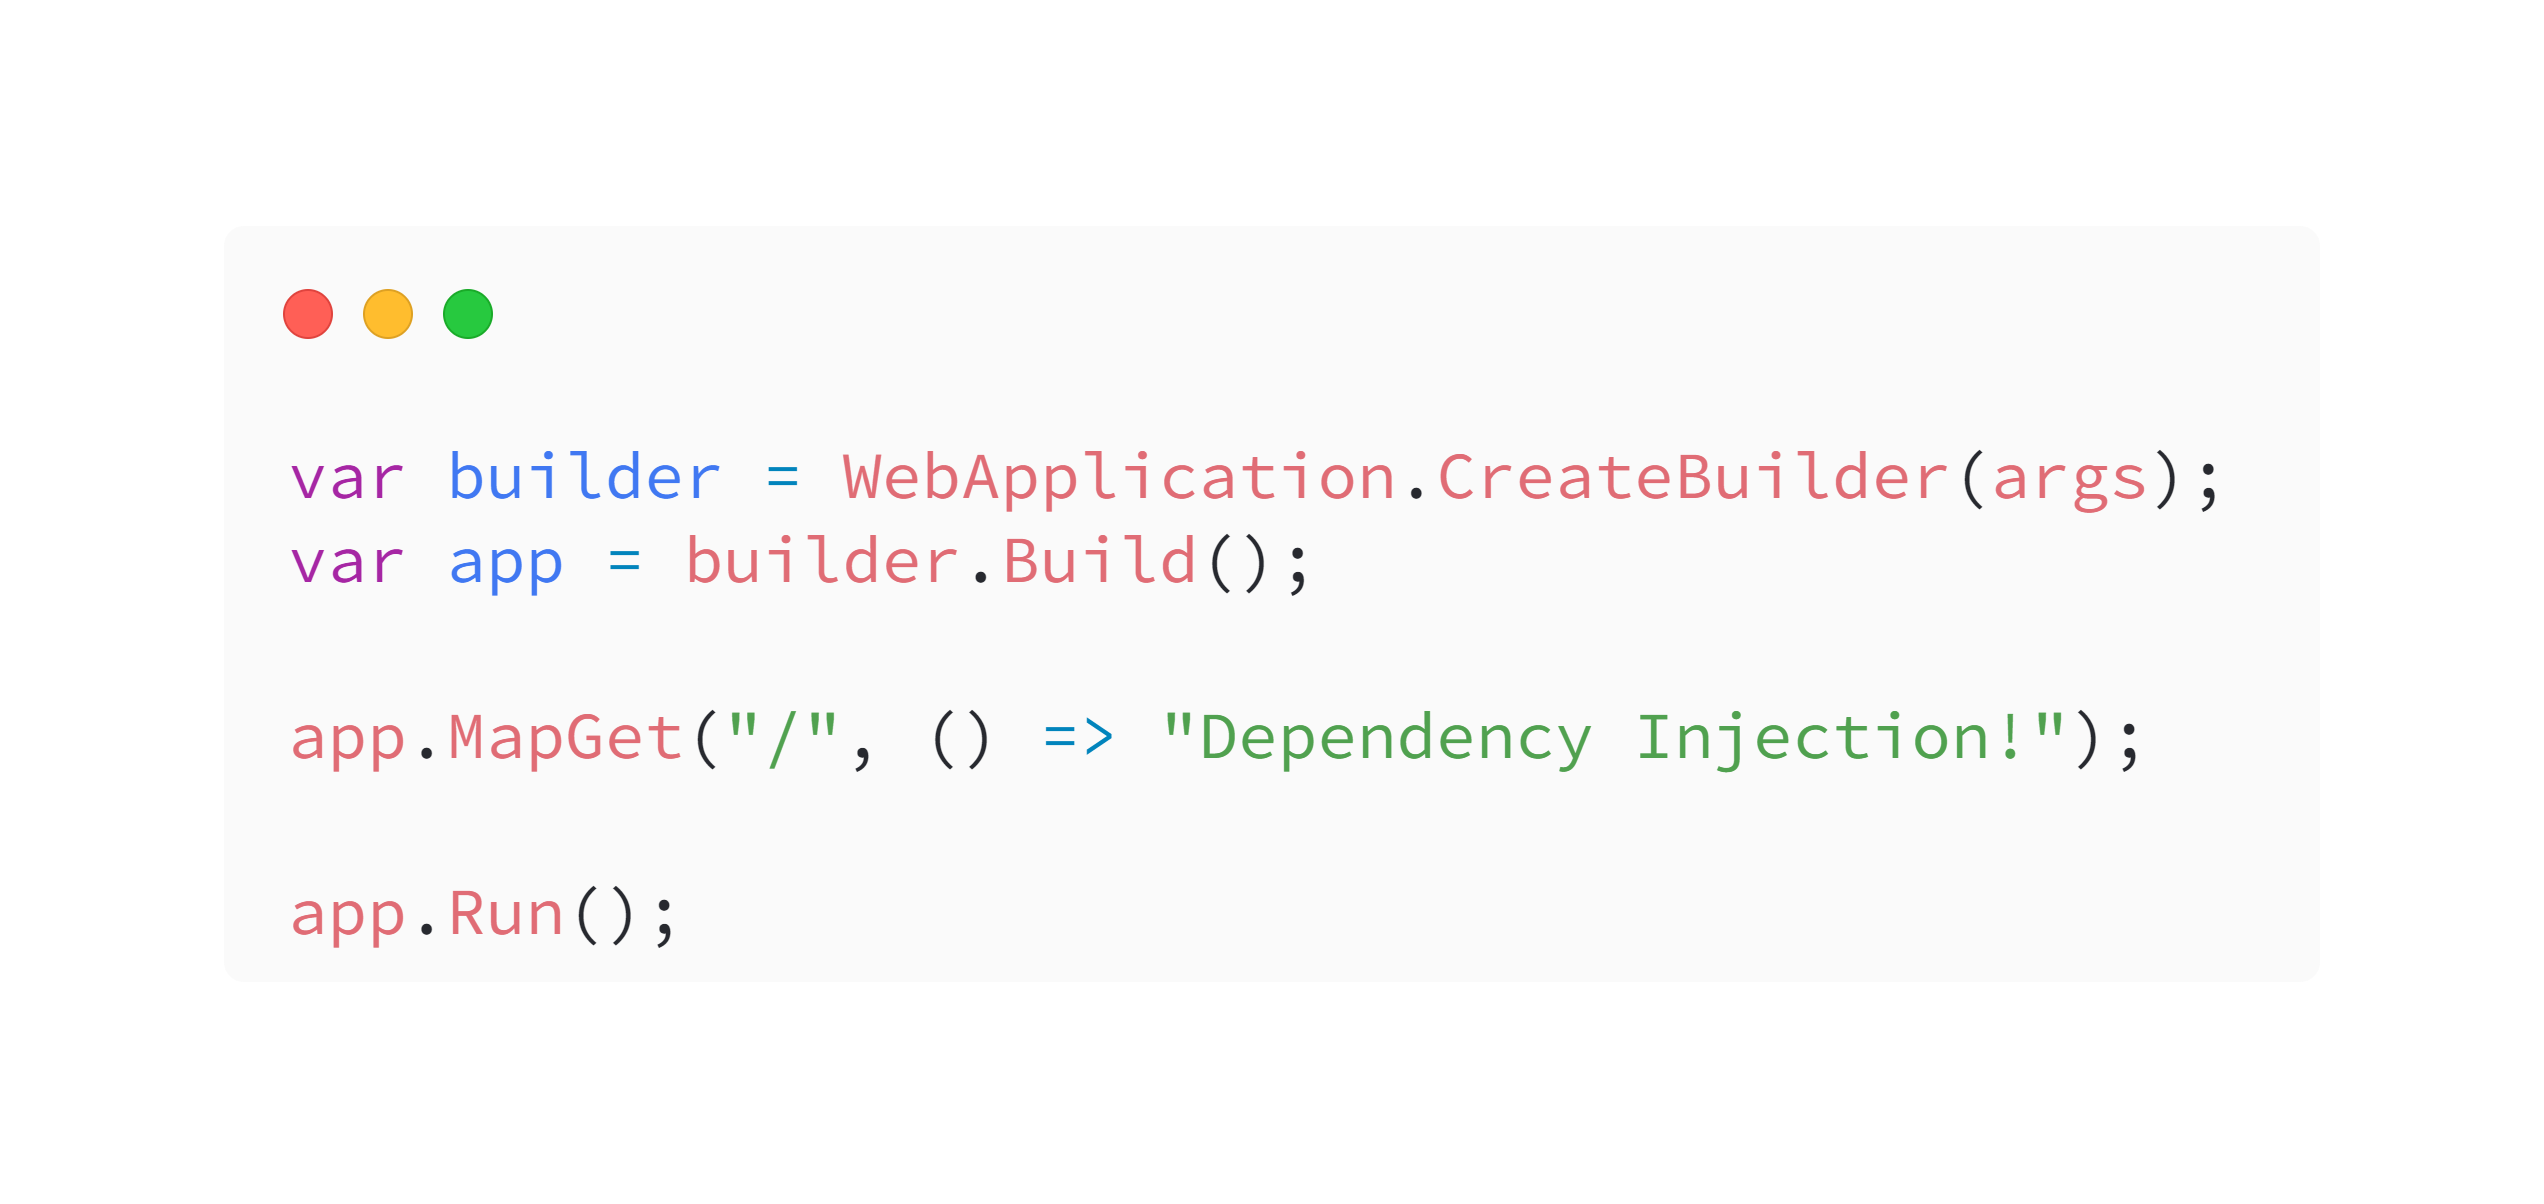 var builder = WebApplication.CreateBuilder(args);
var app = builder.Build();
app.MapGet("/", () => "Dependency Injection!");
app.Run();